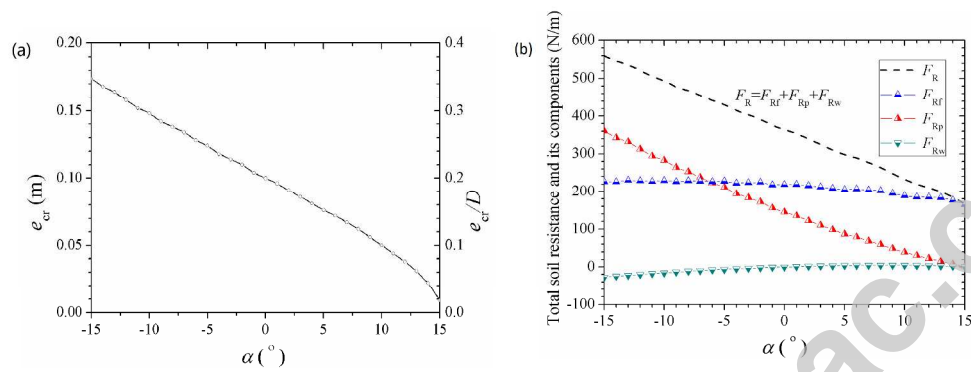 (a)
0.20
0.15
0.10
0.05
0.00
e_cr (m)
0.4
0.3
0.2
0.1
0.0
e_cr/D
-15 -10 -5 0 5 10 15
α (°)
(b)
Total soil resistance and its components (N/m)
600
500
400
300
200
100
0
-100
F_R=F_Rf+F_Rp+F_Rw
F_R
F_Rf
F_Rp
F_Rw
-15 -10 -5 0 5 10 15
α (°)
ac.c